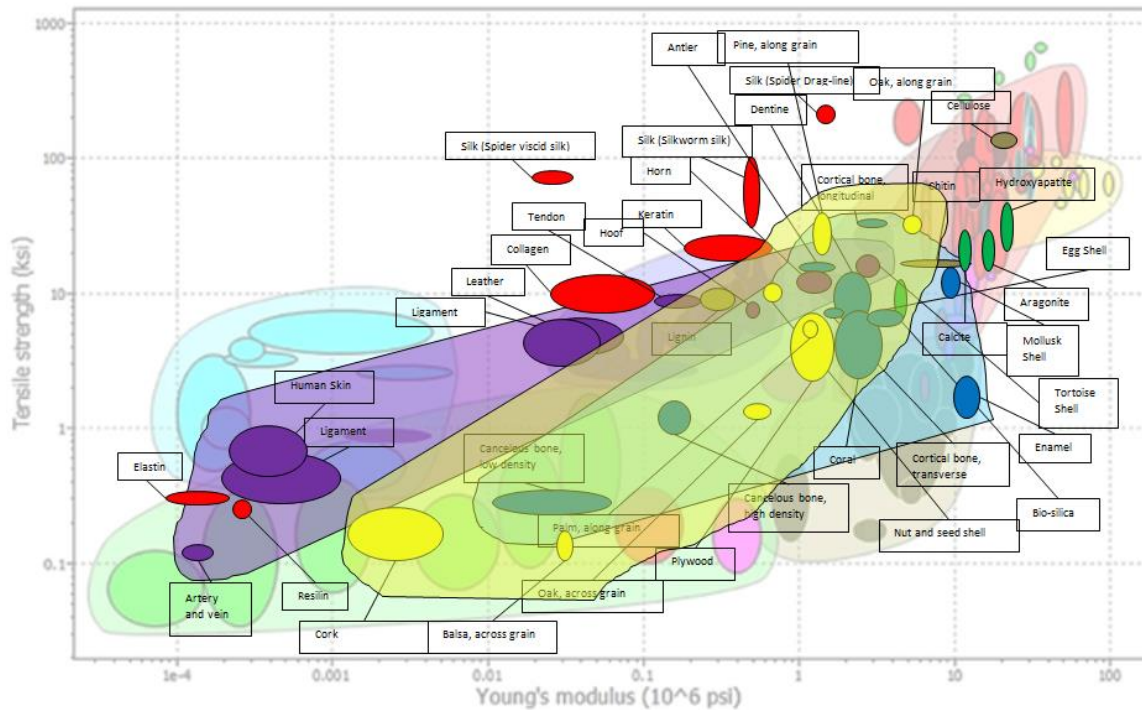 1000
100
10
1
0.1
Tensile strength (ksi)
1e-4
0.001
0.01
0.1
1
10
100
Young's modulus (10^6 psi)
Antler
Pine, along grain
Silk (Spider Drag-line)
Oak, along grain
Dentine
Cellulose
Silk (Spider viscid silk)
Silk (Silkworm silk)
Horn
Cortical bone,
longitudinal
Chitin
Hydroxyapatite
Tendon
Keratin
Hoof
Collagen
Egg Shell
Leather
Aragonite
Ligament
Lignin
Calcite
Mollusk
Shell
Human Skin
Tortoise
Shell
Ligament
Enamel
Elastin
Cancelous bone,
low density
Coral
Cortical bone,
transverse
Cancelous bone,
high density
Bio-silica
Palm, along grain
Nut and seed shell
Plywood
Artery
and vein
Resilin
Oak, across grain
Cork
Balsa, across grain